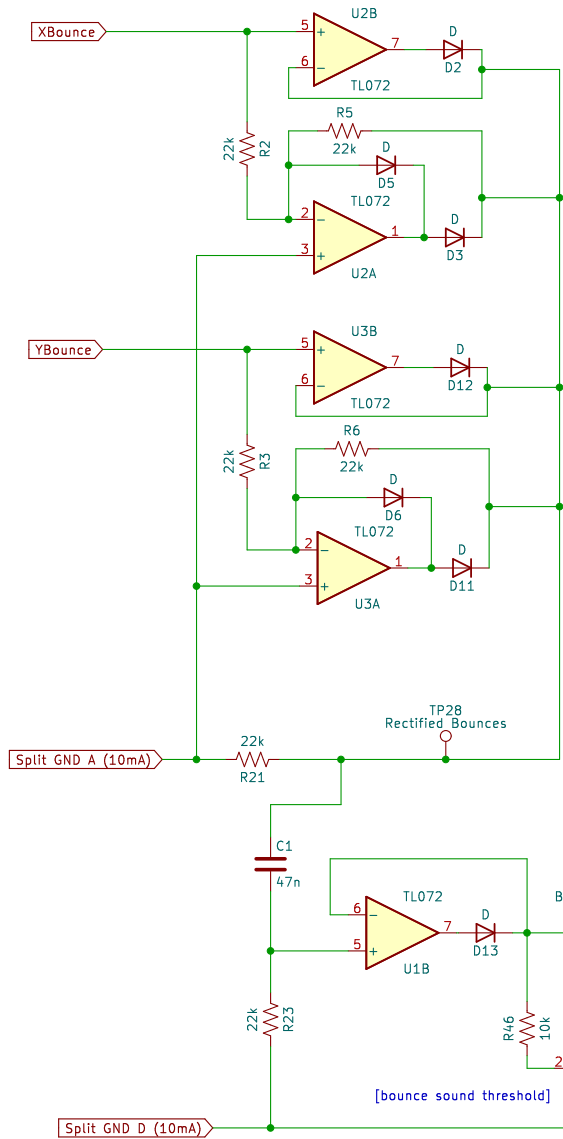 U2B
XBounce
5
+
7
D
6
−
D2
TL072
R5
22k
22k
R2
D
D5
TL072
2
−
1
D
3
+
D3
U2A
U3B
YBounce
5
+
7
D
6
−
D12
TL072
R6
22k
22k
R3
D
D6
TL072
2
−
1
D
3
+
D11
U3A
TP28
Rectified Bounces
22k
Split GND A (10mA)
R21
C1
47n
TL072
B
6
−
7
D
5
+
D13
U1B
22k
R23
R46
10k
2
[bounce sound threshold]
Split GND D (10mA)